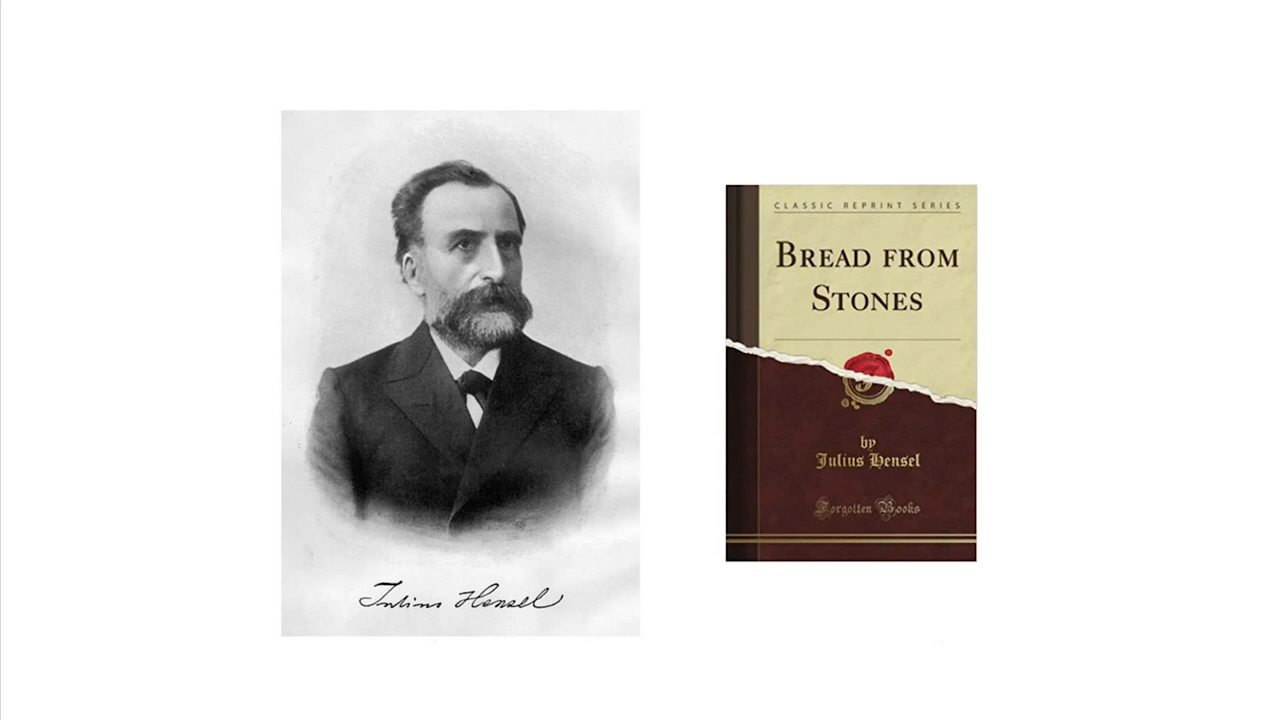 Julius Hensel
CLASSIC REPRINT SERIES
BREAD FROM
STONES
by
Julius Hensel
Forgotten Books